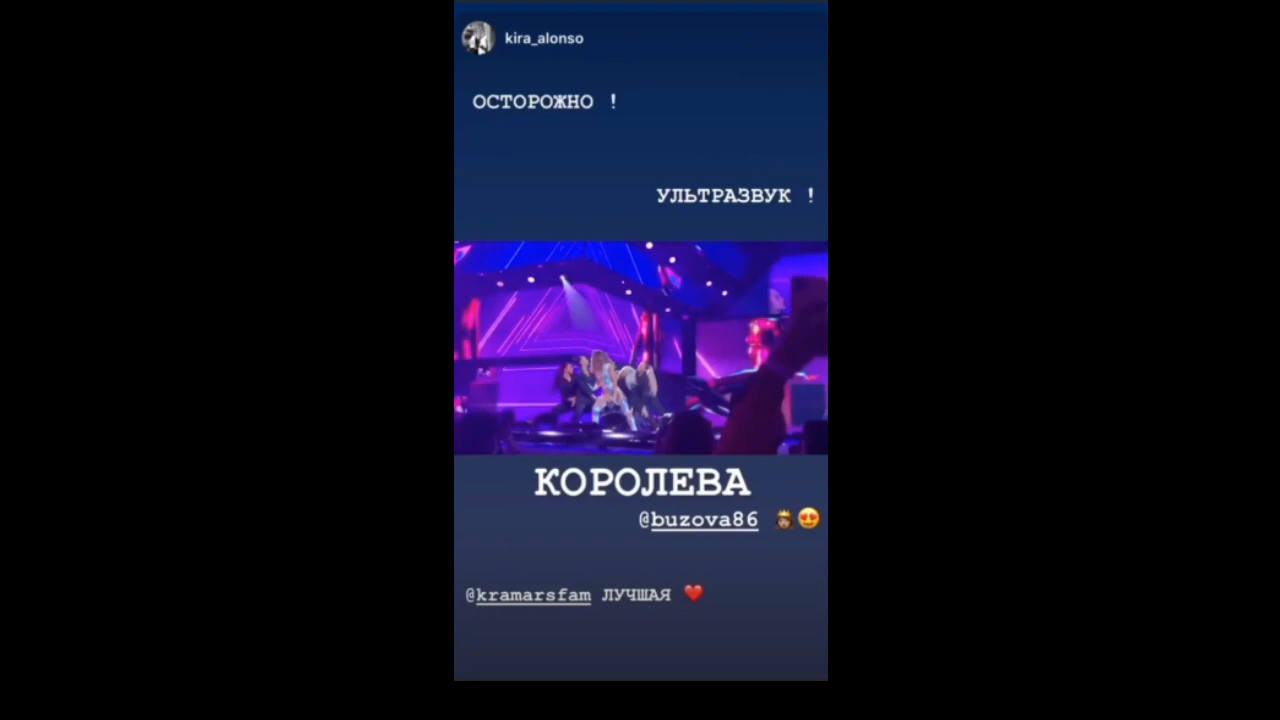 kira_alonso
ОСТОРОЖНО !
УЛЬТРАЗВУК !
КОРОЛЕВА
@buzova86 👸🏽😍
@kramarsfam ЛУЧШАЯ ❤️